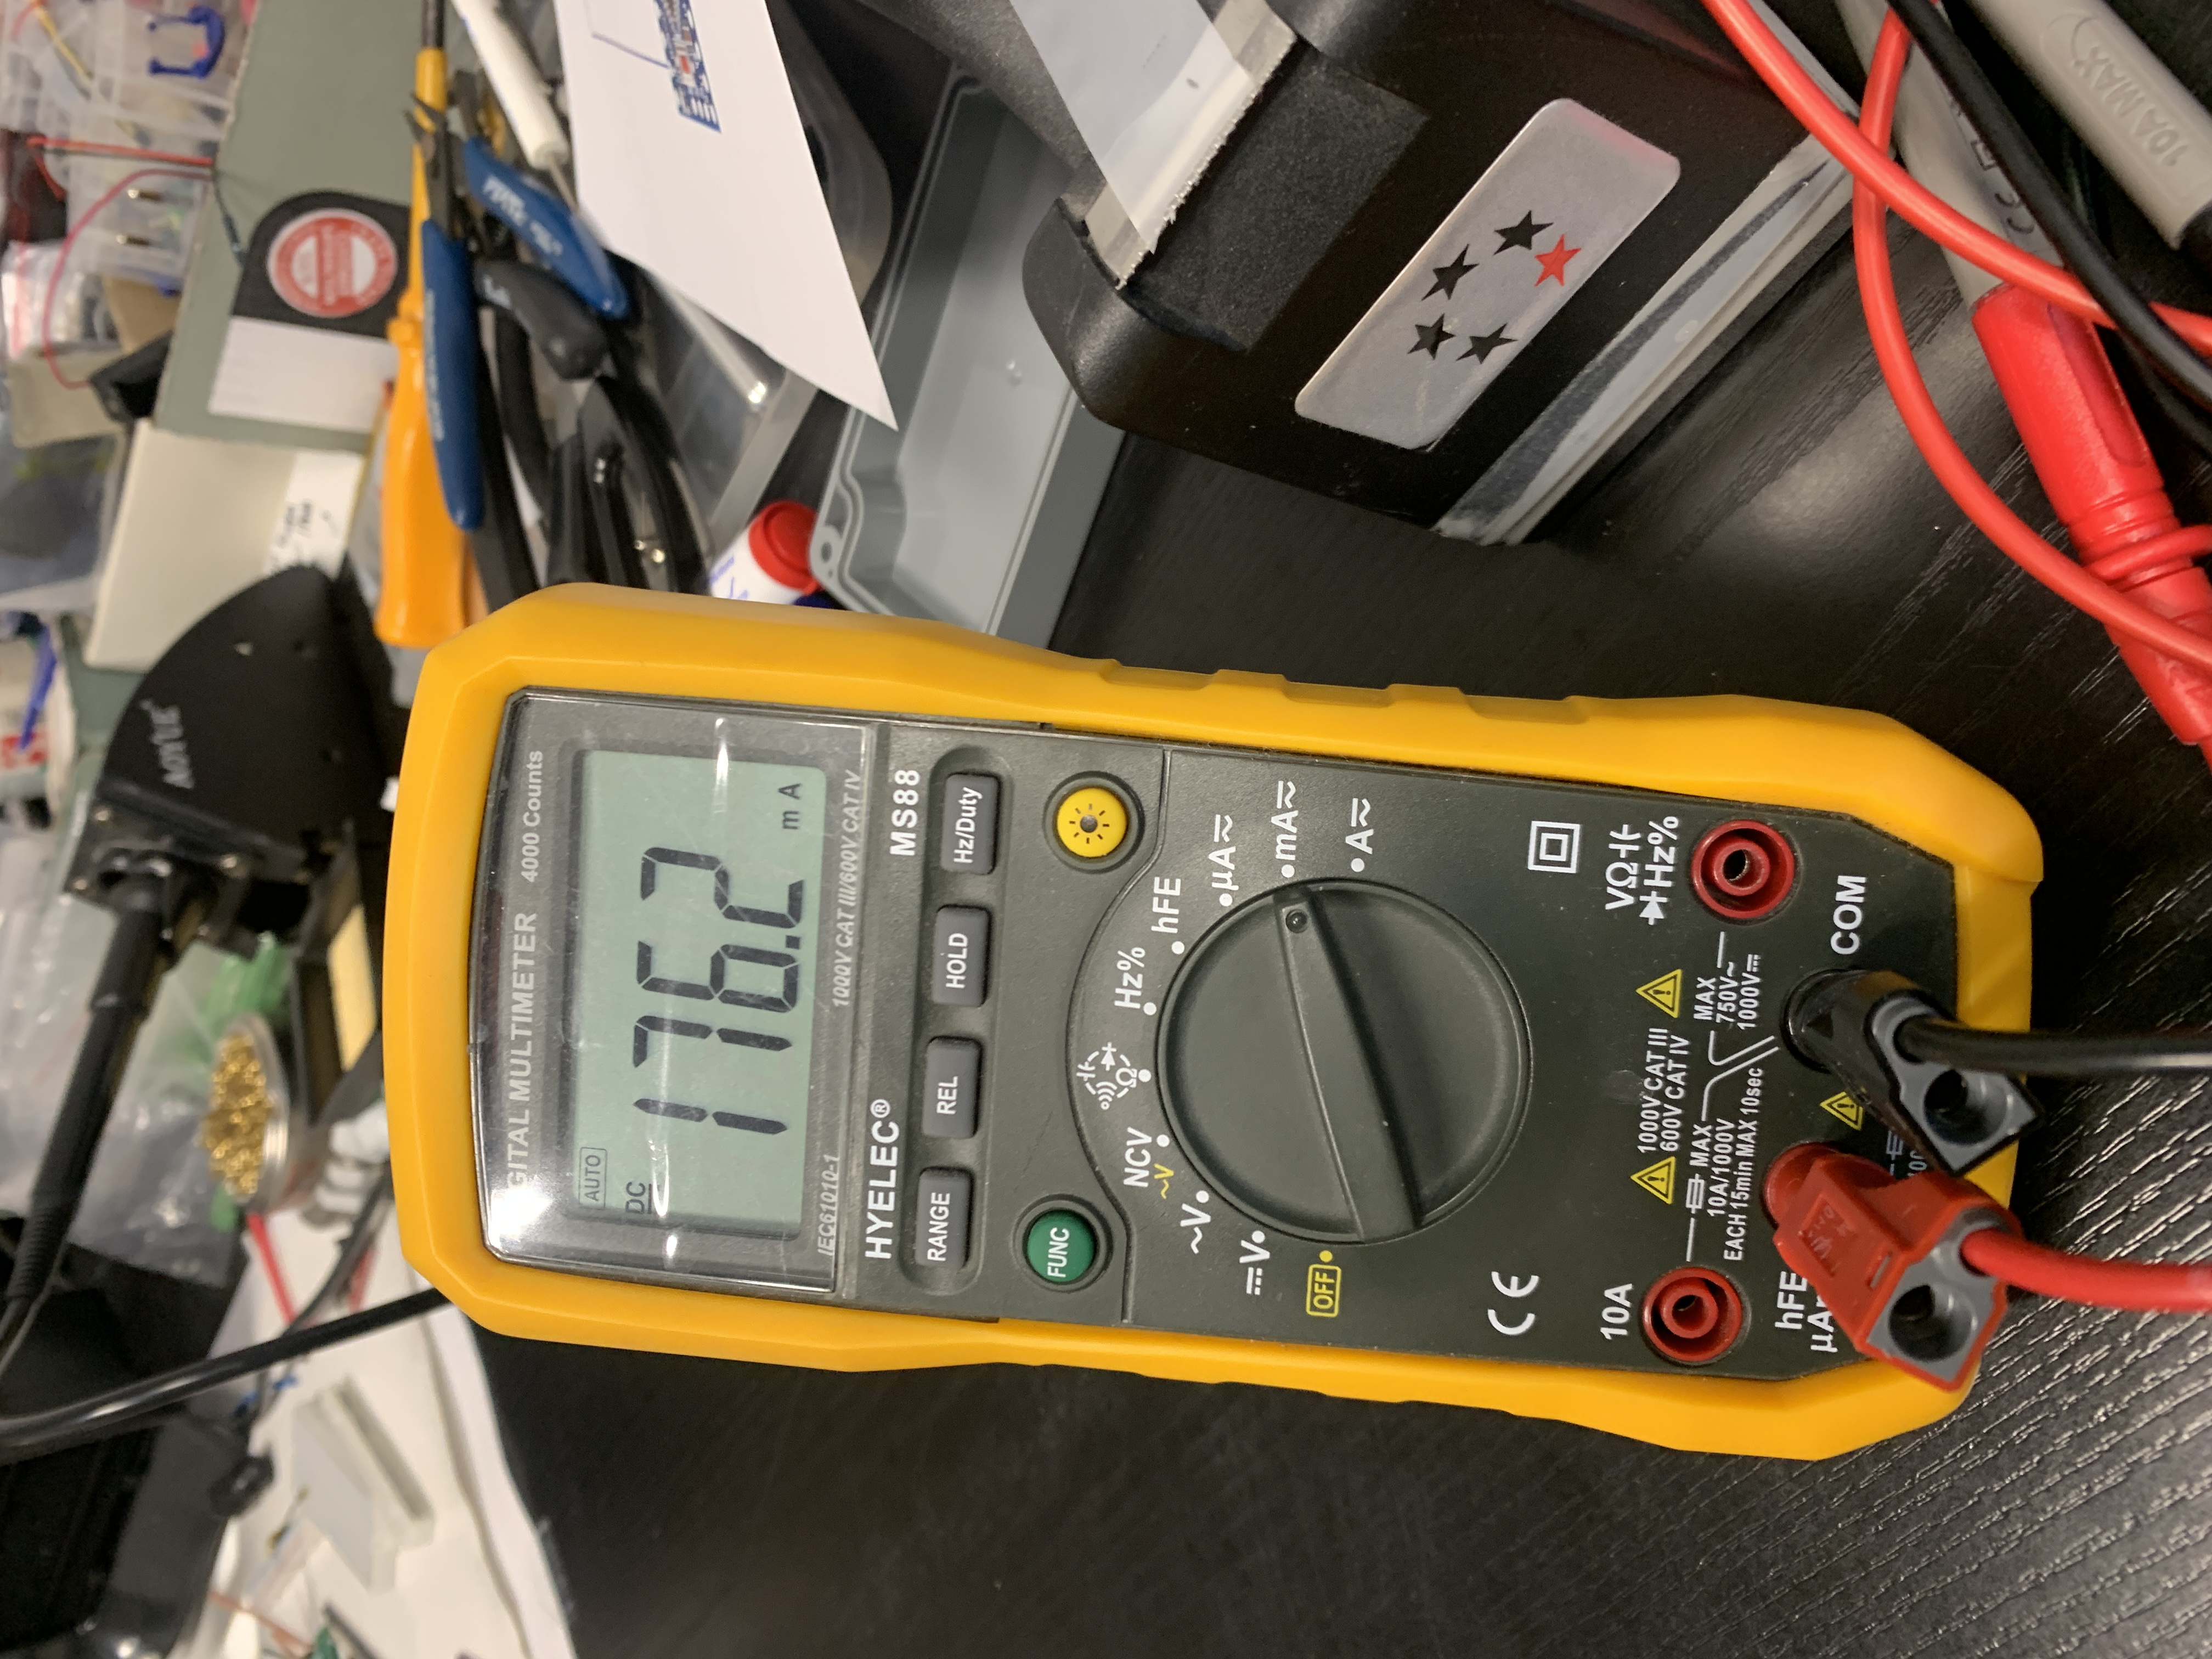 AOYUE
GITAL MULTIMETER 4000 Counts
AUTO
DC
176.2
m A
IEC61010-1
1000V CAT III/600V CAT IV
HYELEC®
MS88
RANGE REL HOLD Hz/Duty
FUNC
NCV
~V
Hz%
hFE
~V
μA
mA
V
OFF
A
Ω
CE
10A
VΩ
Hz%
1000V CAT III
600V CAT IV
MAX
10A/1000V
EACH 15min MAX 10sec
MAX
750V~
1000V
hFE
COM
10A MAX